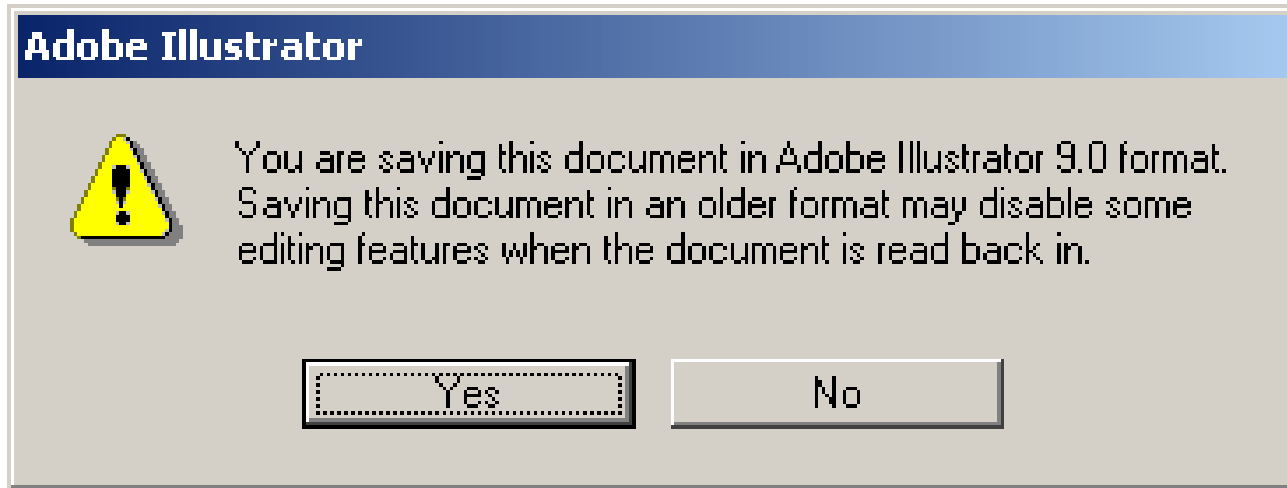 Adobe Illustrator
You are saving this document in Adobe Illustrator 9.0 format.
Saving this document in an older format may disable some
editing features when the document is read back in.
Yes
No